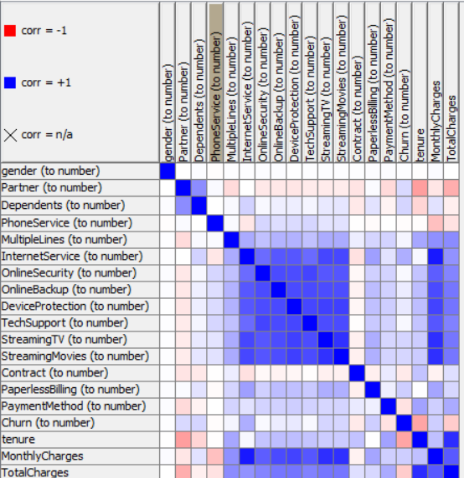 corr = -1
corr = +1
corr = n/a
gender (to number)
Partner (to number)
Dependents (to number)
PhoneService (to number)
MultipleLines (to number)
InternetService (to number)
OnlineSecurity (to number)
OnlineBackup (to number)
DeviceProtection (to number)
TechSupport (to number)
StreamingTV (to number)
StreamingMovies (to number)
Contract (to number)
PaperlessBilling (to number)
PaymentMethod (to number)
Churn (to number)
tenure
MonthlyCharges
TotalCharges
gender (to number)
Partner (to number)
Dependents (to number)
PhoneService (to number)
MultipleLines (to number)
InternetService (to number)
OnlineSecurity (to number)
OnlineBackup (to number)
DeviceProtection (to number)
TechSupport (to number)
StreamingTV (to number)
StreamingMovies (to number)
Contract (to number)
PaperlessBilling (to number)
PaymentMethod (to number)
Churn (to number)
tenure
MonthlyCharges
TotalCharges